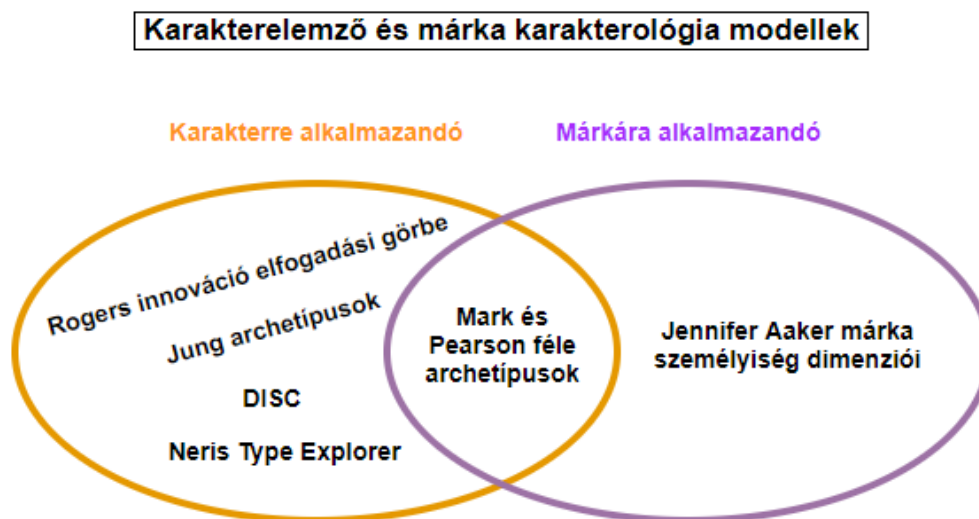 Karakterelemző és márka karakterológia modellek
Karakterre alkalmazandó
Márkára alkalmazandó
Rogers innováció elfogadási görbe
Jung archetípusok
DISC
Neris Type Explorer
Mark és
Pearson féle
archetípusok
Jennifer Aaker márka
személyiség dimenziói